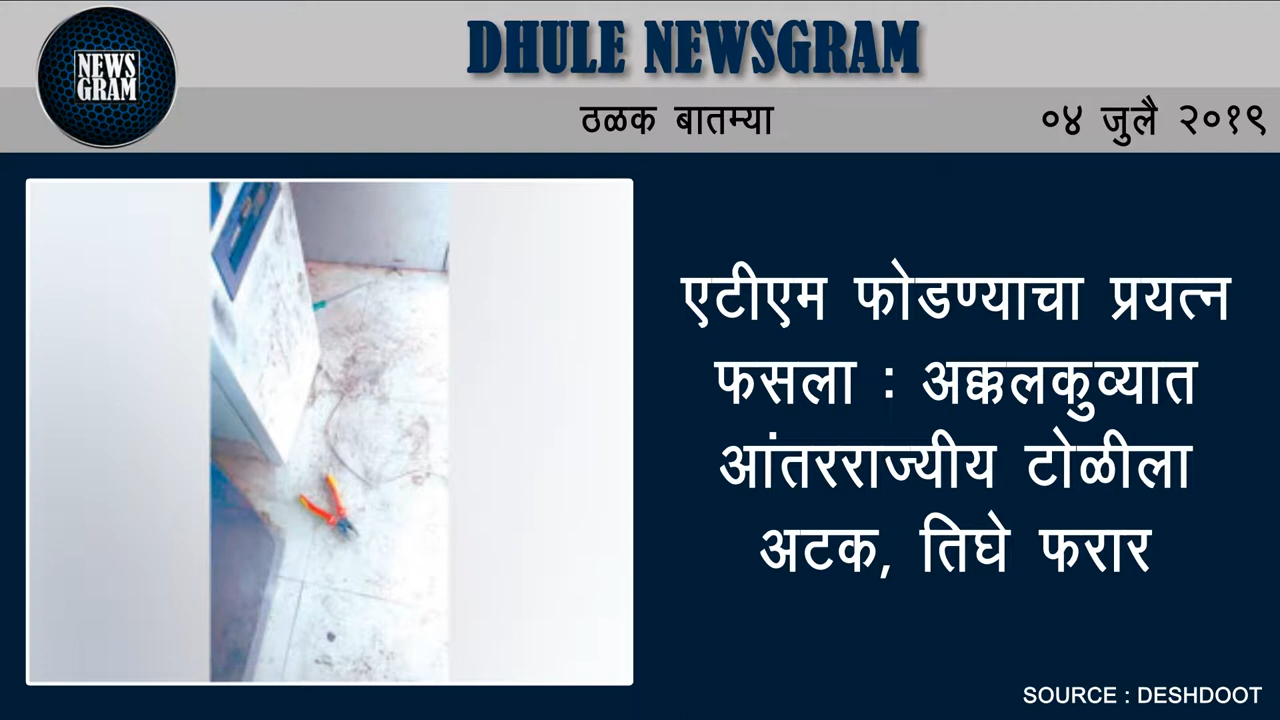 NEWS
GRAM
DHULE NEWSGRAM
ठळक बातम्या
०४ जुलै २०१९
एटीएम फोडण्याचा प्रयत्न
फसला : अक्कलकुव्यात
आंतरराज्यीय टोळीला
अटक, तिघे फरार
SOURCE : DESHDOOT